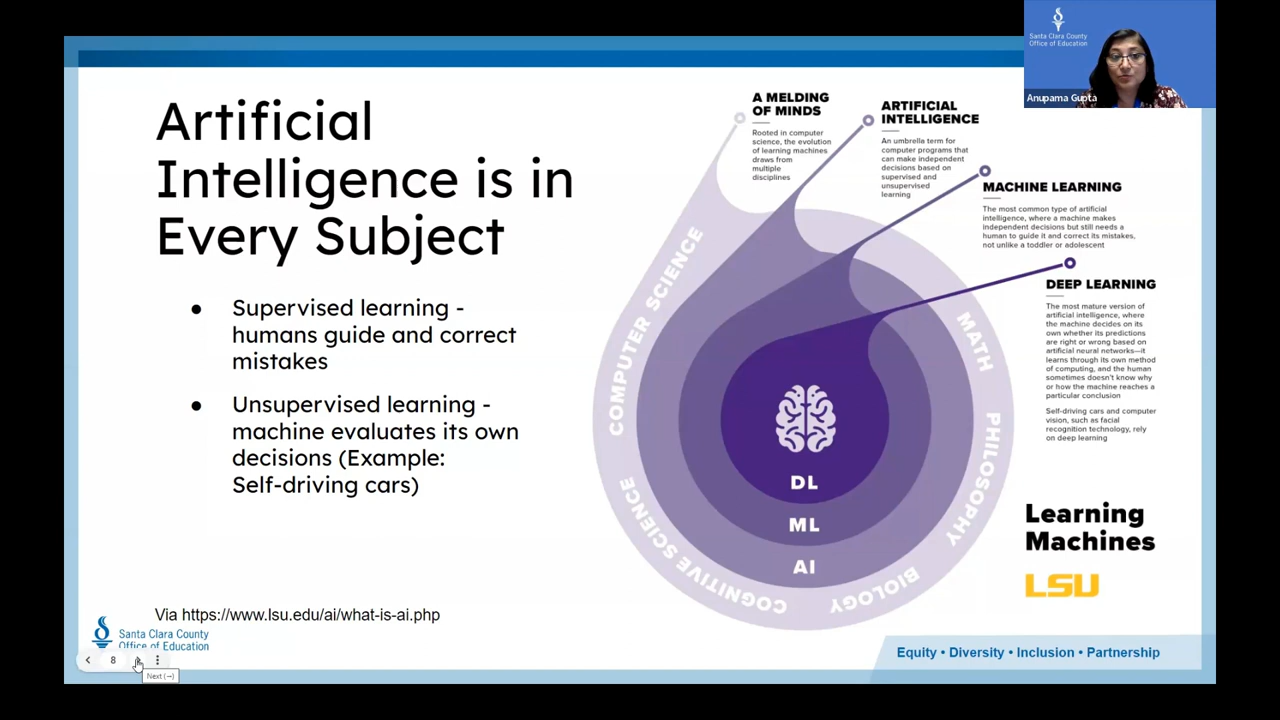 Santa Clara County
Office of Education
Anupama Gupta
Artificial
Intelligence is in
Every Subject
● Supervised learning -
humans guide and correct
mistakes
● Unsupervised learning -
machine evaluates its own
decisions (Example:
Self-driving cars)
A MELDING
OF MINDS
Rooted in computer
science, the evolution
of learning machines
draws from
multiple
disciplines
ARTIFICIAL
INTELLIGENCE
An umbrella term for
computer programs that
can make independent
decisions based on
supervised and
unsupervised
learning
MACHINE LEARNING
The most common type of artificial
intelligence, where a machine makes
independent decisions but still needs a
human to guide it and correct its mistakes,
not unlike a toddler or adolescent
DEEP LEARNING
The most mature version of
artificial intelligence, where
the machine decides on its
own whether its predictions
are right or wrong based on
artificial neural networks—it
learns through its own method
of computing, and the human
sometimes doesn't know why
or how the machine reaches a
particular conclusion
Self-driving cars and computer
vision, such as facial
recognition technology, rely
on deep learning
COMPUTER SCIENCE
MATH
PHILOSOPHY
BIOLOGY
COGNITIVE SCIENCE
DL
ML
AI
Learning
Machines
LSU
Via https://www.lsu.edu/ai/what-is-ai.php
Santa Clara County
Office of Education
8
Next (→)
Equity • Diversity • Inclusion • Partnership